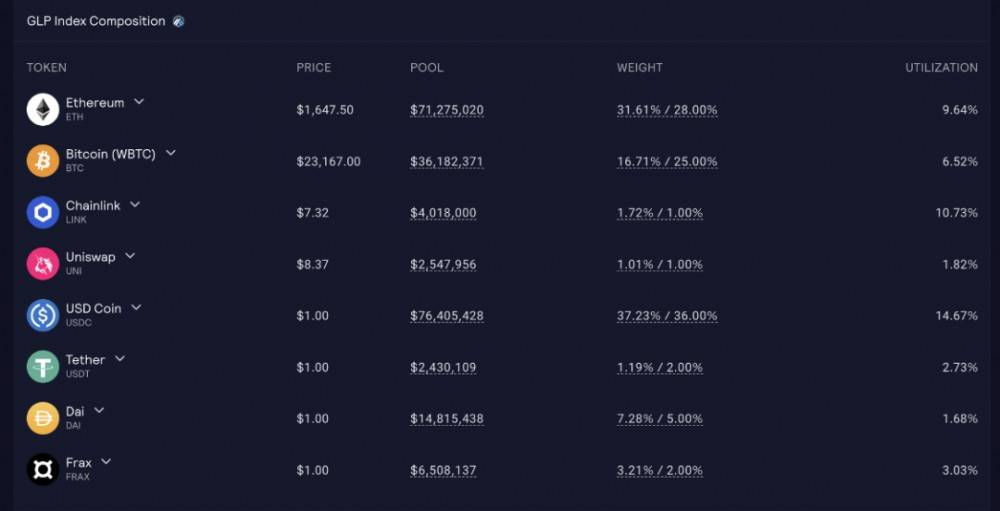 GLP Index Composition
TOKEN PRICE POOL WEIGHT UTILIZATION
Ethereum $1,647.50 $71,275,020 31.61% / 28.00% 9.64%
ETH
Bitcoin (WBTC) $23,167.00 $36,182,371 16.71% / 25.00% 6.52%
BTC
Chainlink $7.32 $4,018,000 1.72% / 1.00% 10.73%
LINK
Uniswap $8.37 $2,547,956 1.01% / 1.00% 1.82%
UNI
USD Coin $1.00 $76,405,428 37.23% / 36.00% 14.67%
USDC
Tether $1.00 $2,430,109 1.19% / 2.00% 2.73%
USDT
Dai $1.00 $14,815,438 7.28% / 5.00% 1.68%
DAI
Frax $1.00 $6,508,137 3.21% / 2.00% 3.03%
FRAX